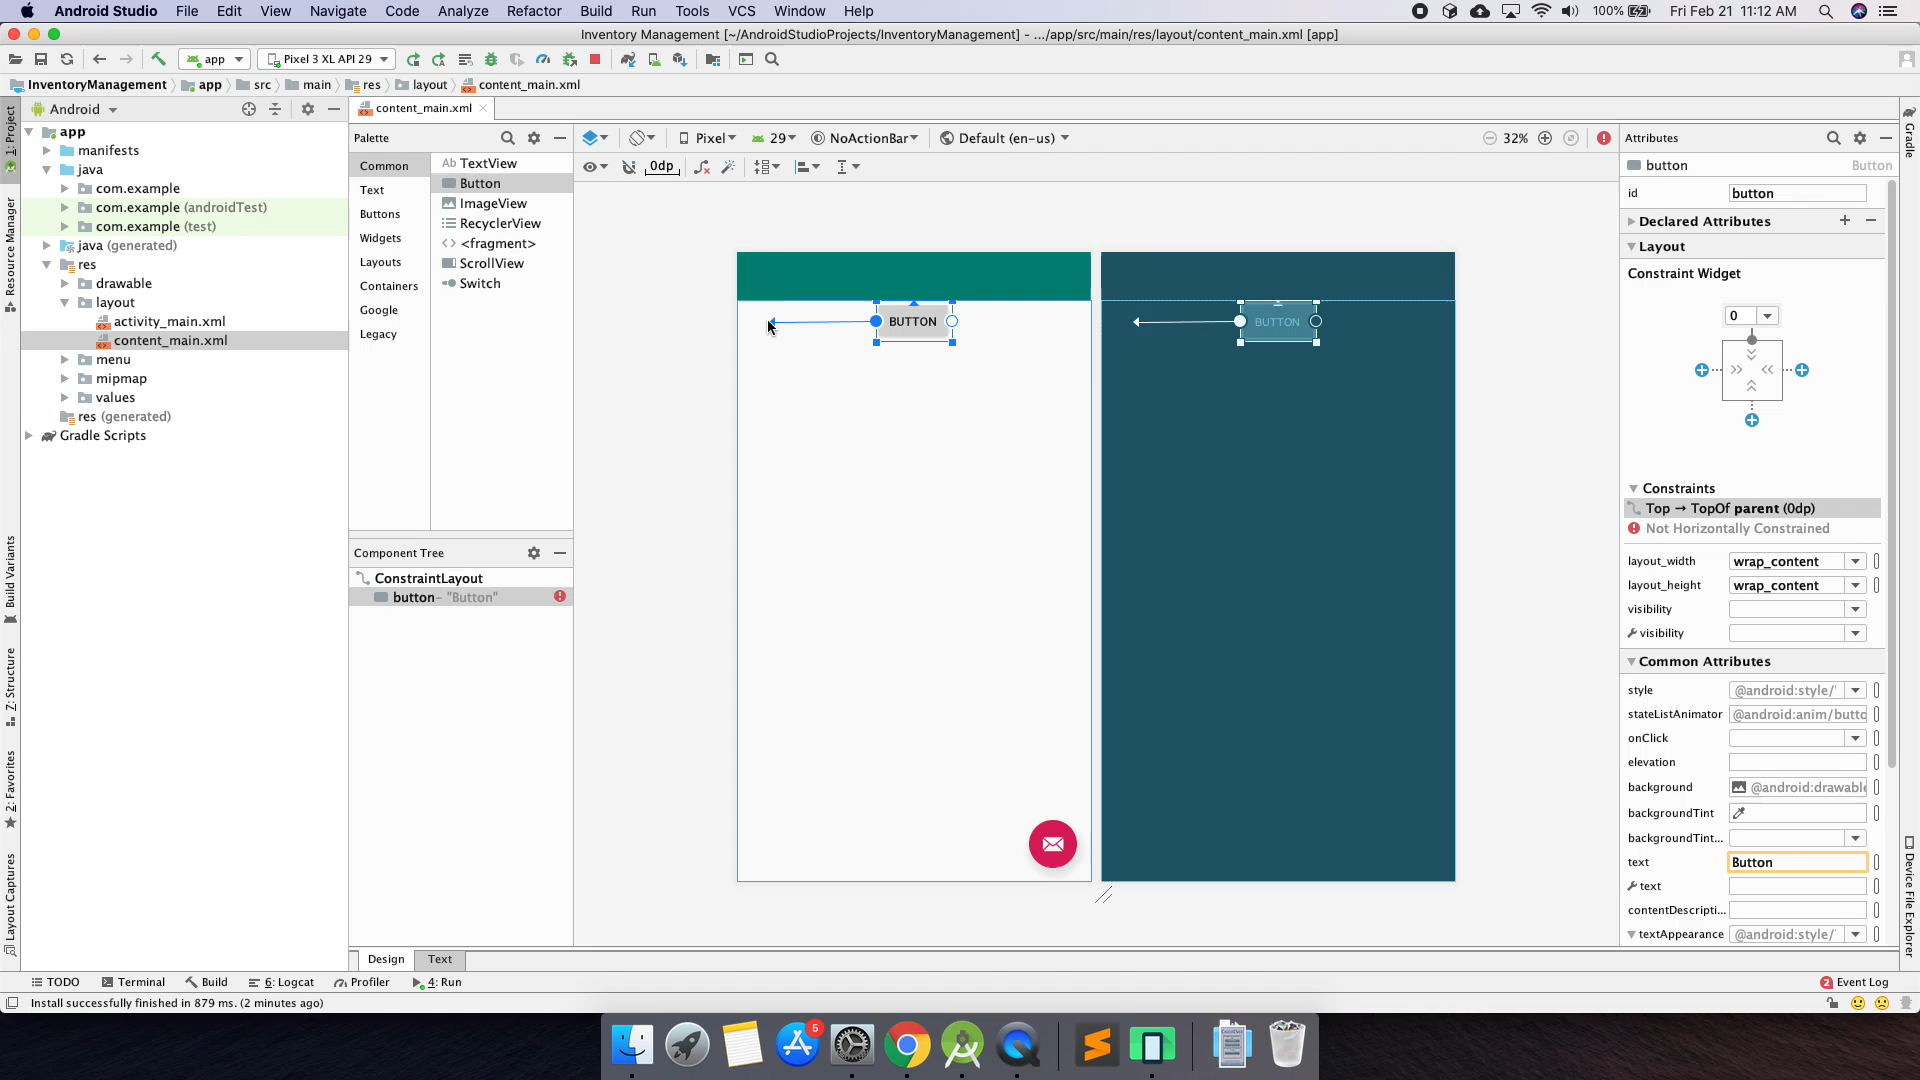 Android Studio File Edit View Navigate Code Analyze Refactor Build Run Tools VCS Window Help 100% Fri Feb 21 11:12 AM
Inventory Management [~/AndroidStudioProjects/InventoryManagement] - .../app/src/main/res/layout/content_main.xml [app]
app Pixel 3 XL API 29
InventoryManagement app src main res layout content_main.xml
1: Project
Resource Manager
Build Variants
Z: Structure
2: Favorites
Layout Captures
Android
app
manifests
java
com.example
com.example (androidTest)
com.example (test)
java (generated)
res
drawable
layout
activity_main.xml
content_main.xml
menu
mipmap
values
res (generated)
Gradle Scripts
content_main.xml
Palette
Common
Text
Buttons
Widgets
Layouts
Containers
Google
Legacy
Ab TextView
Button
ImageView
RecyclerView
<fragment>
ScrollView
Switch
Component Tree
ConstraintLayout
button- "Button"
Pixel 29 NoActionBar Default (en-us) 32%
0dp
BUTTON
BUTTON
Design Text
Attributes
button Button
id button
Declared Attributes
Layout
Constraint Widget
0
Constraints
Top → TopOf parent (0dp)
Not Horizontally Constrained
layout_width wrap_content
layout_height wrap_content
visibility
visibility
Common Attributes
style @android:style/'
stateListAnimator @android:anim/butto
onClick
elevation
background @android:drawable
backgroundTint
backgroundTint...
text Button
text
contentDescripti...
textAppearance @android:style/'
Gradle
Device File Explorer
TODO Terminal Build 6: Logcat Profiler 4: Run 2 Event Log
Install successfully finished in 879 ms. (2 minutes ago)
5